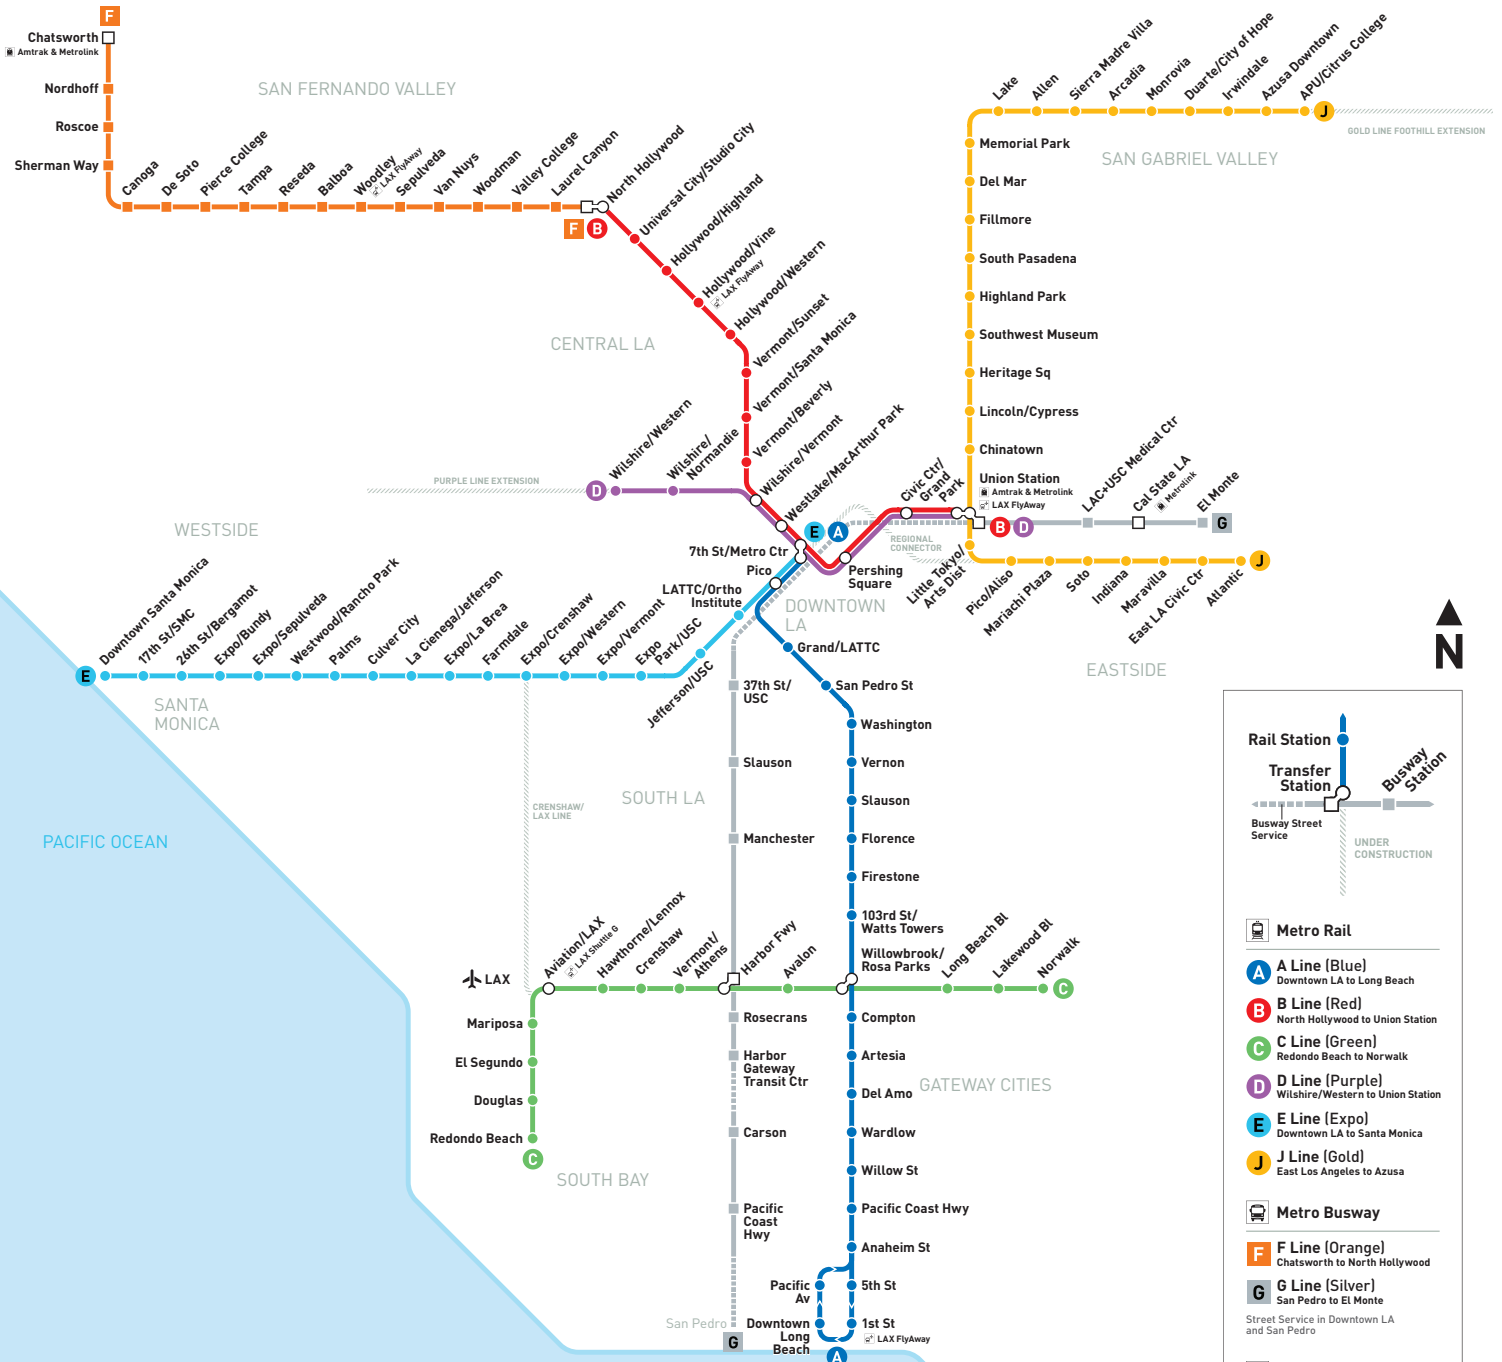 F
Chatsworth
Amtrak & Metrolink
Nordhoff
Roscoe
Sherman Way
SAN FERNANDO VALLEY
Canoga
De Soto
Pierce College
Tampa
Reseda
Balboa
Woodley
LAX FlyAway
Sepulveda
Van Nuys
Woodman
Valley College
Laurel Canyon
North Hollywood
F
B
Universal City/Studio City
Hollywood/Highland
Hollywood/Vine
LAX FlyAway
Hollywood/Western
Vermont/Sunset
Vermont/Santa Monica
Vermont/Beverly
Wilshire/Vermont
Westlake/MacArthur Park
CENTRAL LA
Wilshire/Western
Wilshire/
Normandie
PURPLE LINE EXTENSION
D
WESTSIDE
Lake
Allen
Sierra Madre Villa
Arcadia
Monrovia
Duarte/City of Hope
Irwindale
Azusa Downtown
APU/Citrus College
J
GOLD LINE FOOTHILL EXTENSION
SAN GABRIEL VALLEY
Memorial Park
Del Mar
Fillmore
South Pasadena
Highland Park
Southwest Museum
Heritage Sq
Lincoln/Cypress
Chinatown
Union Station
Amtrak & Metrolink
LAX FlyAway
B
D
Civic Ctr/
Grand
Park
LAC+USC Medical Ctr
Cal State LA
Metrolink
El Monte
G
E
A
7th St/Metro Ctr
Pico
REGIONAL
CONNECTOR
Pershing
Square
Little Tokyo/
Arts Dist
Pico/Aliso
Mariachi Plaza
Soto
Indiana
Maravilla
East LA Civic Ctr
Atlantic
J
LATTC/Ortho
Institute
DOWNTOWN
LA
EASTSIDE
N
E
Downtown Santa Monica
17th St/SMC
26th St/Bergamot
Expo/Bundy
Expo/Sepulveda
Westwood/Rancho Park
Palms
Culver City
La Cienega/Jefferson
Expo/La Brea
Farmdale
Expo/Crenshaw
Expo/Western
Expo/Vermont
Expo
Park/USC
Jefferson/USC
SANTA
MONICA
Grand/LATTC
San Pedro St
Washington
Vernon
Slauson
Florence
Firestone
103rd St/
Watts Towers
Willowbrook/
Rosa Parks
37th St/
USC
Slauson
Manchester
SOUTH LA
CRENSHAW/
LAX LINE
PACIFIC OCEAN
LAX
Aviation/LAX
LAX Shuttle G
Hawthorne/Lennox
Crenshaw
Vermont/
Athens
Harbor Fwy
Avalon
Long Beach Bl
Lakewood Bl
Norwalk
C
Mariposa
El Segundo
Douglas
Redondo Beach
C
SOUTH BAY
Rosecrans
Harbor
Gateway
Transit Ctr
Carson
Pacific
Coast
Hwy
San Pedro
G
Compton
Artesia
Del Amo
Wardlow
Willow St
Pacific Coast Hwy
Anaheim St
GATEWAY CITIES
Pacific
Av
5th St
Downtown
Long
Beach
1st St
LAX FlyAway
A
Rail Station
Transfer
Station
Busway
Station
Busway Street
Service
UNDER
CONSTRUCTION
Metro Rail
A
A Line (Blue)
Downtown LA to Long Beach
B
B Line (Red)
North Hollywood to Union Station
C
C Line (Green)
Redondo Beach to Norwalk
D
D Line (Purple)
Wilshire/Western to Union Station
E
E Line (Expo)
Downtown LA to Santa Monica
J
J Line (Gold)
East Los Angeles to Azusa
Metro Busway
F
F Line (Orange)
Chatsworth to North Hollywood
G
G Line (Silver)
San Pedro to El Monte
Street Service in Downtown LA
and San Pedro